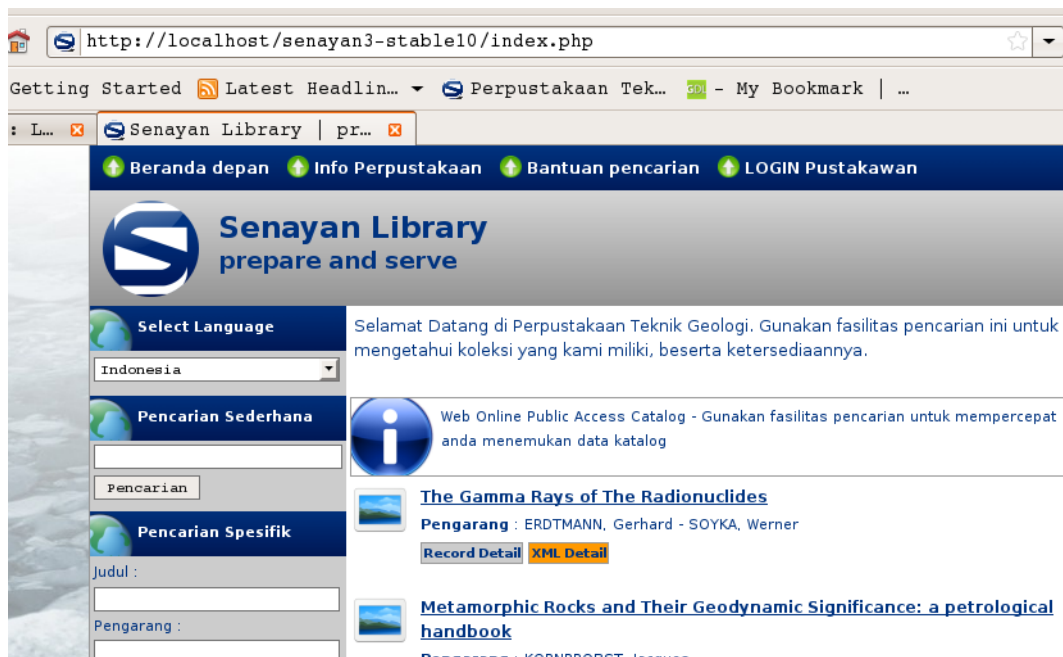 http://localhost/senayan3-stable10/index.php
Getting Started Latest Headlin… Perpustakaan Tek… GDL - My Bookmark | …
: L… Senayan Library | pr…
Beranda depan Info Perpustakaan Bantuan pencarian LOGIN Pustakawan
Senayan Library
prepare and serve
Select Language
Indonesia
Pencarian Sederhana
Pencarian
Pencarian Spesifik
Judul :
Pengarang :
Selamat Datang di Perpustakaan Teknik Geologi. Gunakan fasilitas pencarian ini untuk
mengetahui koleksi yang kami miliki, beserta ketersediaannya.
Web Online Public Access Catalog - Gunakan fasilitas pencarian untuk mempercepat
anda menemukan data katalog
The Gamma Rays of The Radionuclides
Pengarang : ERDTMANN, Gerhard - SOYKA, Werner
Record Detail XML Detail
Metamorphic Rocks and Their Geodynamic Significance: a petrological
handbook
Pengarang : KORNPROBST, Jacques